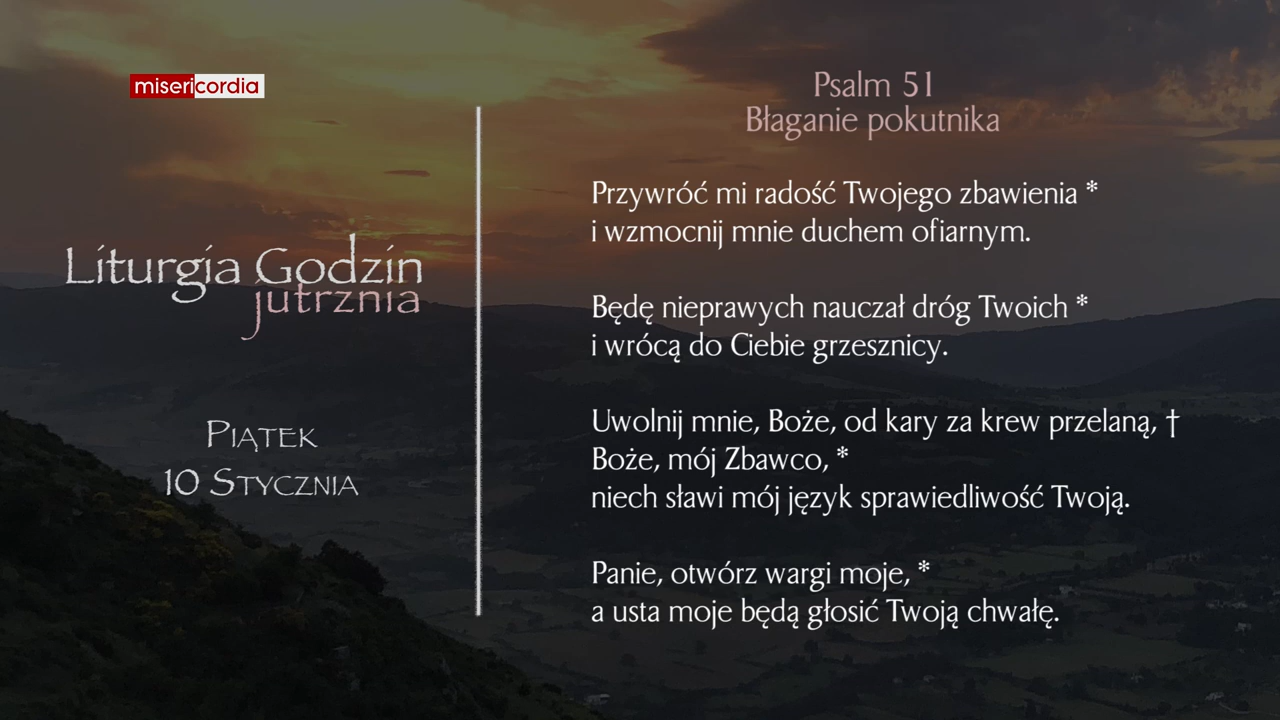 misericordia
Liturgia Godzin
jutrznia
Piątek
10 Stycznia
Psalm 51
Błaganie pokutnika
Przywróć mi radość Twojego zbawienia *
i wzmocnij mnie duchem ofiarnym.
Będę nieprawych nauczał dróg Twoich *
i wrócą do Ciebie grzesznicy.
Uwolnij mnie, Boże, od kary za krew przelaną, †
Boże, mój Zbawco, *
niech sławi mój język sprawiedliwość Twoją.
Panie, otwórz wargi moje, *
a usta moje będą głosić Twoją chwałę.